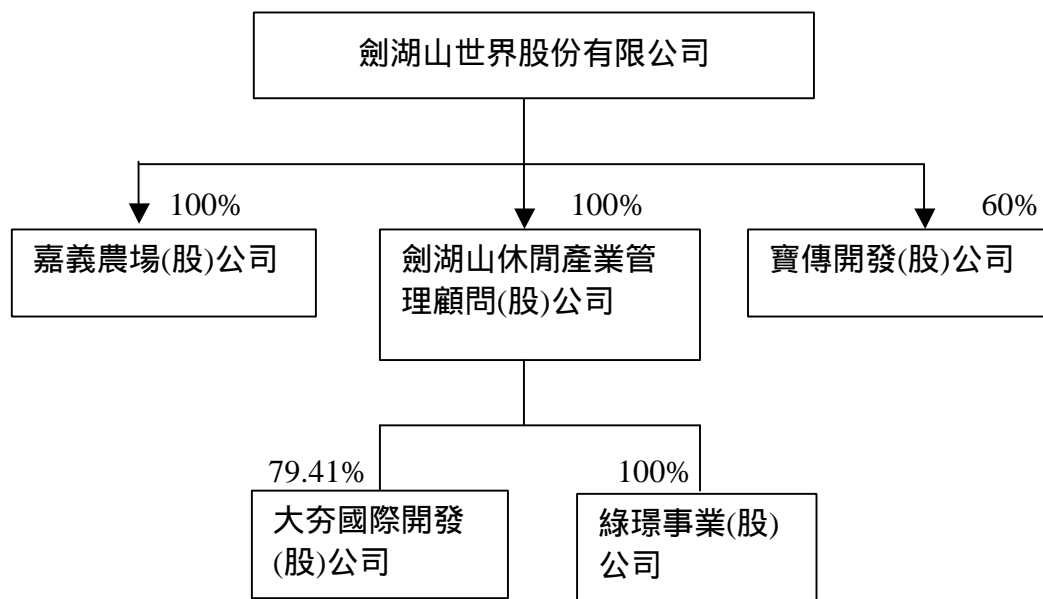 劍湖山世界股份有限公司
100%
100%
60%
嘉義農場(股)公司
劍湖山休閒產業管
理顧問(股)公司
寶傳開發(股)公司
79.41%
100%
大夯國際開發
(股)公司
綠璟事業(股)
公司